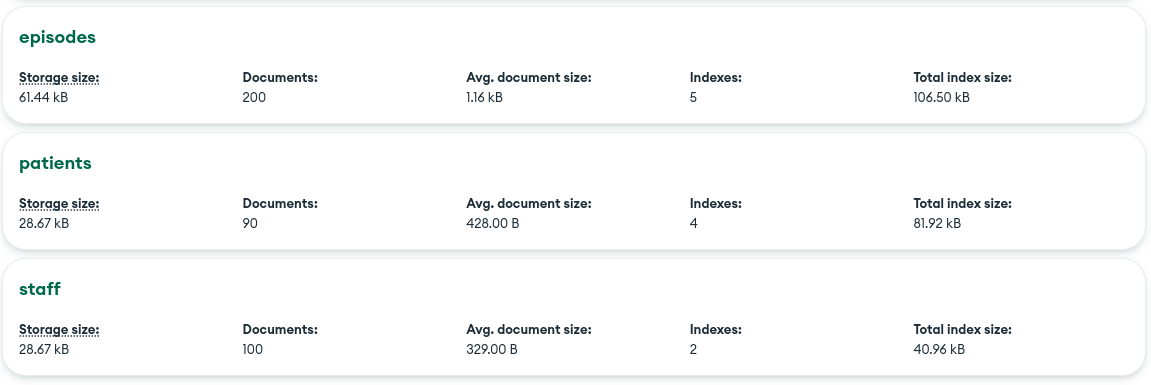 episodes
Storage size: Documents: Avg. document size: Indexes: Total index size:
61.44 kB 200 1.16 kB 5 106.50 kB
patients
Storage size: Documents: Avg. document size: Indexes: Total index size:
28.67 kB 90 428.00 B 4 81.92 kB
staff
Storage size: Documents: Avg. document size: Indexes: Total index size:
28.67 kB 100 329.00 B 2 40.96 kB